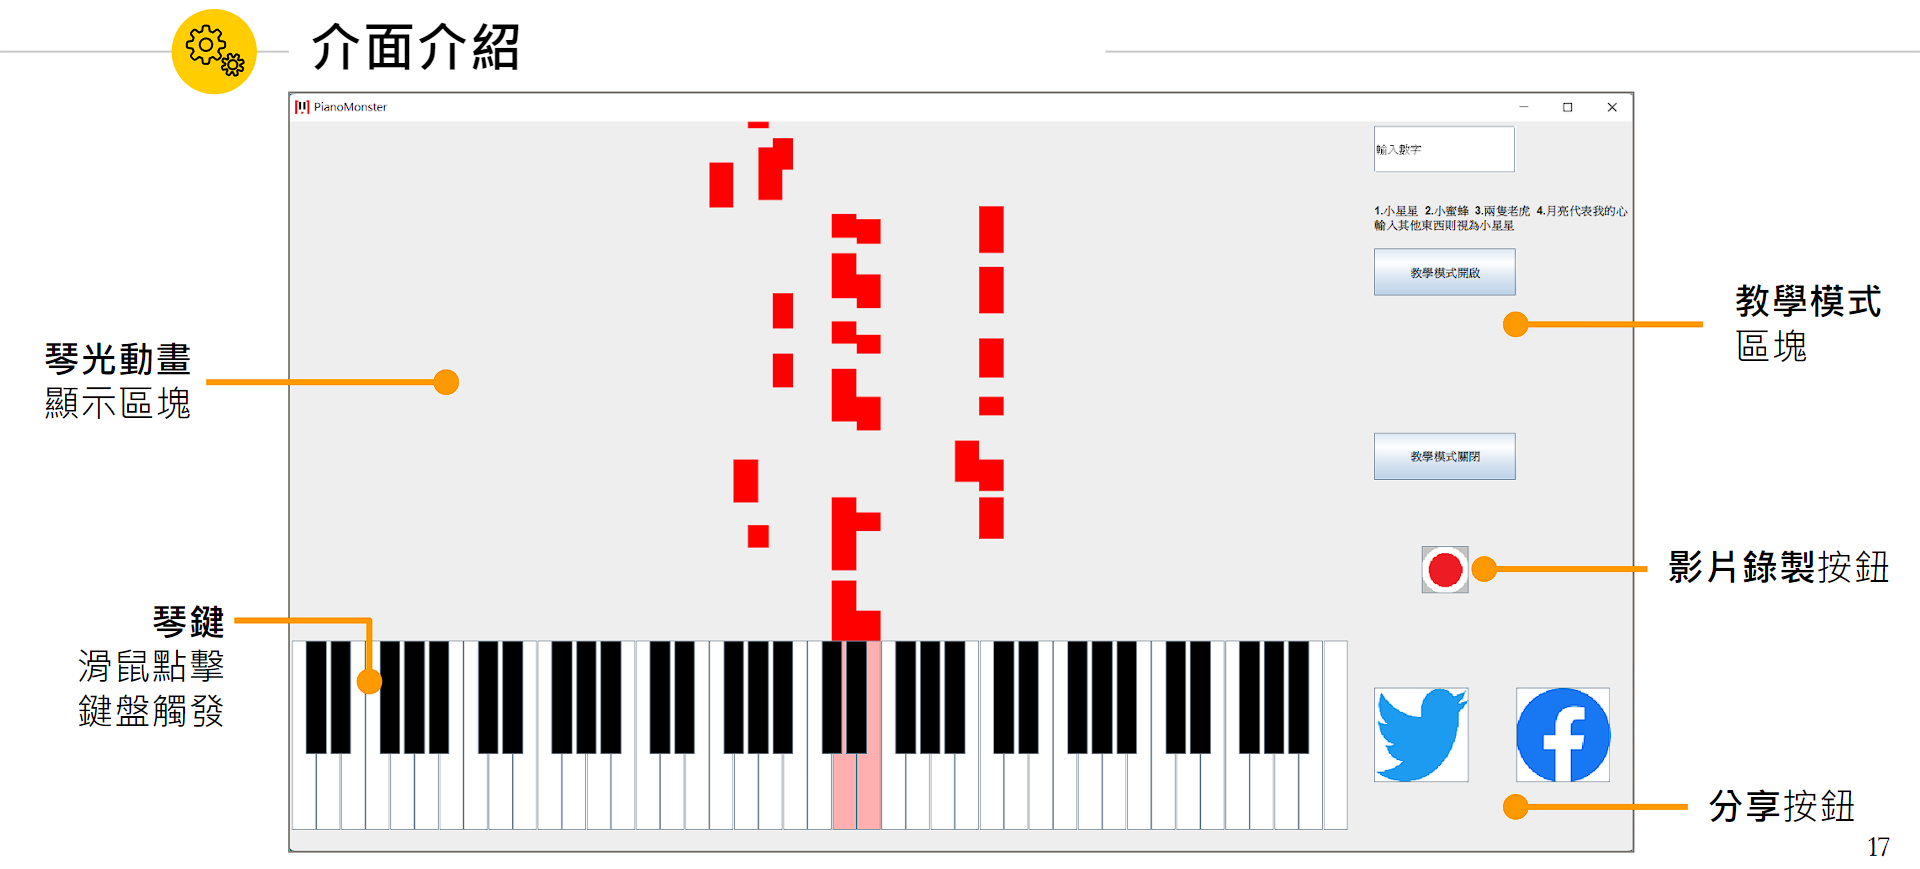 介面介紹
PianoMonster
輸入數字
1.小星星 2.小蜜蜂 3.兩隻老虎 4.月亮代表我的心
輸入其他東西則視為小星星
教學模式開啟
教學模式
區塊
琴光動畫
顯示區塊
教學模式關閉
影片錄製按鈕
琴鍵
滑鼠點擊
鍵盤觸發
分享按鈕
17